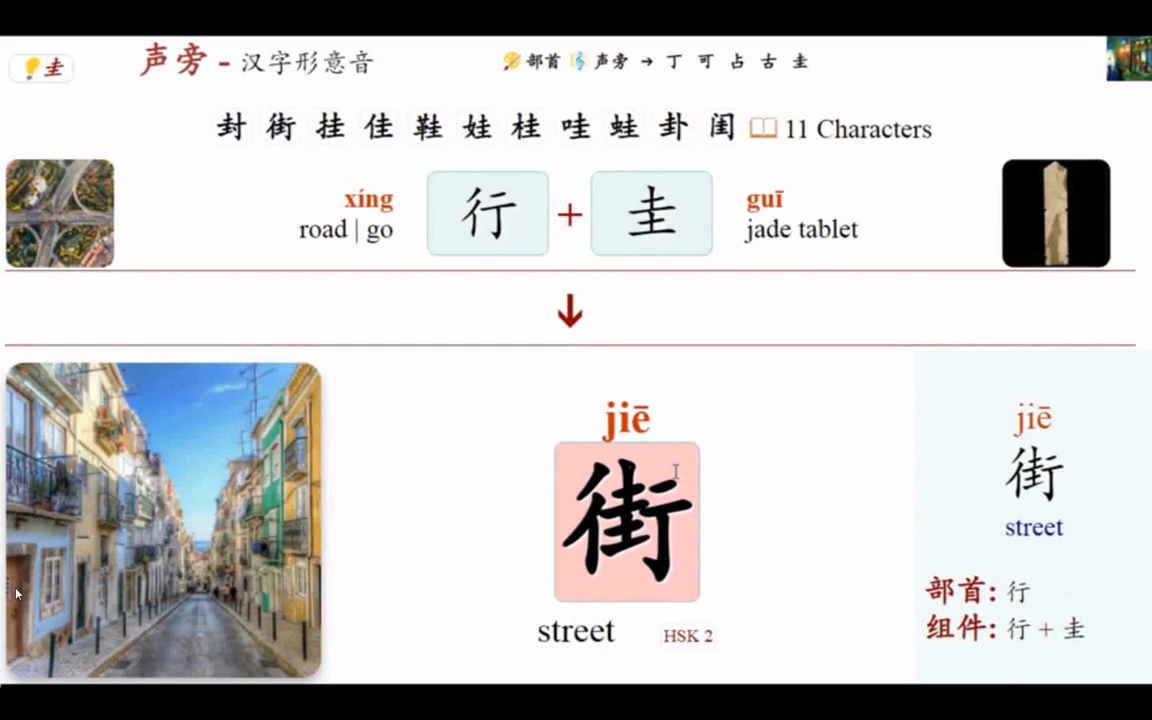 圭
声旁 - 汉字形意音
部首 声旁 → 丁 可 占 古 圭
封 街 挂 佳 鞋 娃 桂 哇 蛙 卦 闺 11 Characters
xíng
road | go
行 + 圭
guī
jade tablet
↓
jiē
街
street HSK 2
jiē
街
street
部首: 行
组件: 行 + 圭